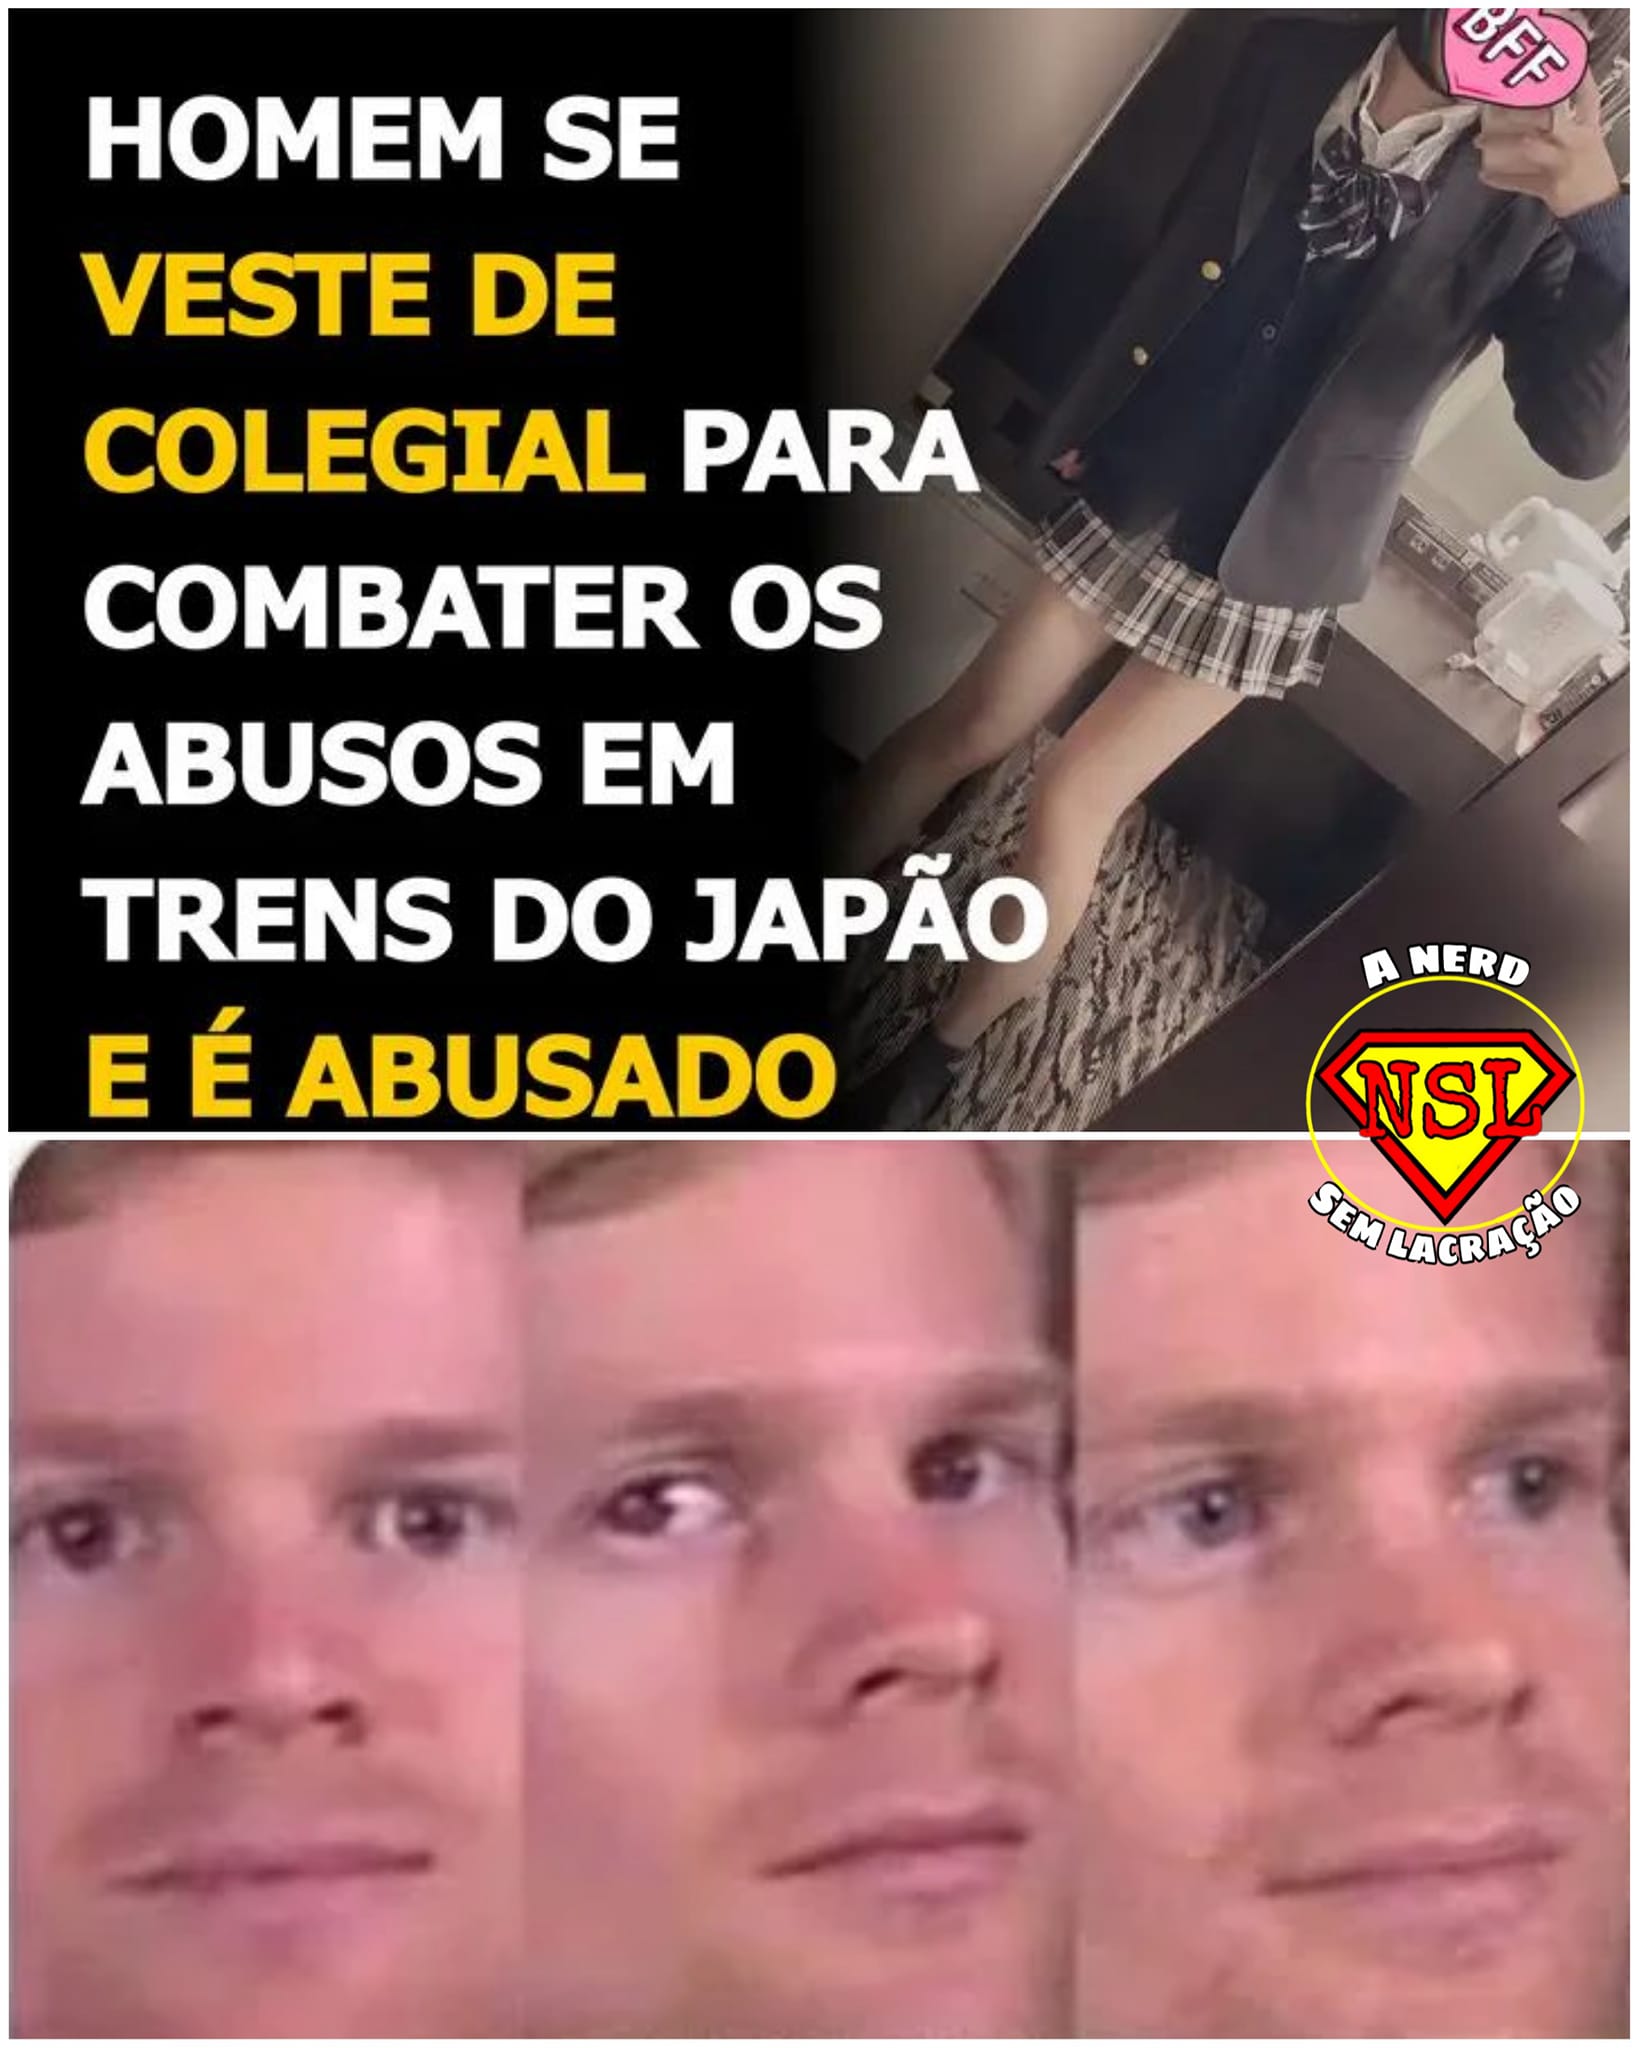 BFF
HOMEM SE
VESTE DE
COLEGIAL PARA
COMBATER OS
ABUSOS EM
TRENS DO JAPÃO
E É ABUSADO
A NERD
NSL
SEM LACRAÇÃO